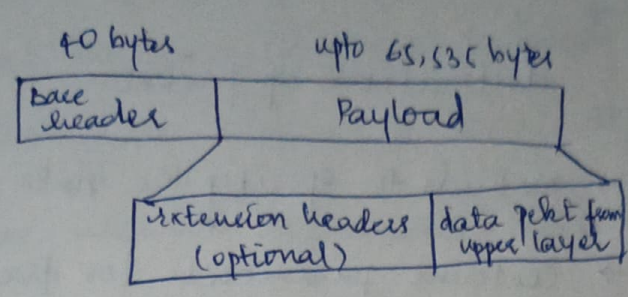 40 bytes upto 65,535 bytes
Base header
Payload
extension headers
(optional)
data pckt from
upper layer